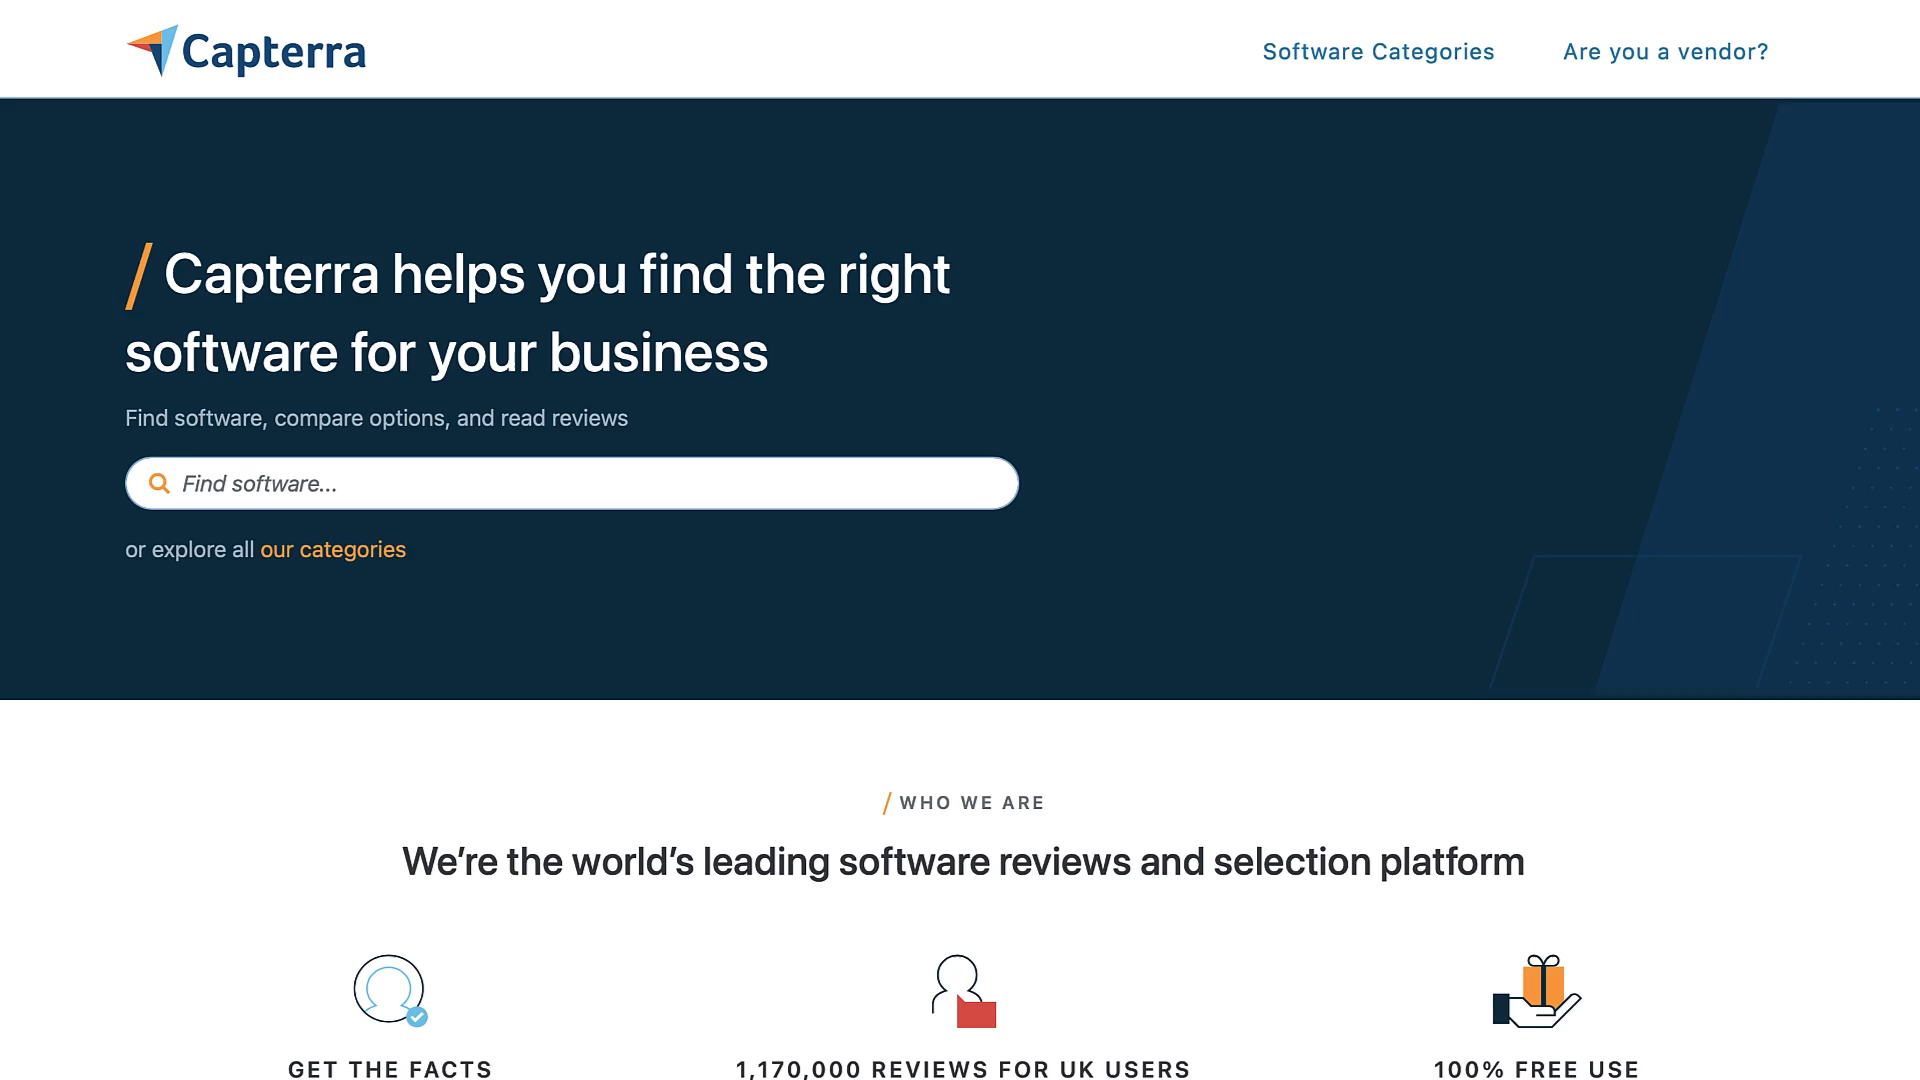 Capterra
Software Categories
Are you a vendor?
Capterra helps you find the right
software for your business
Find software, compare options, and read reviews
Find software...
or explore all our categories
WHO WE ARE
We’re the world’s leading software reviews and selection platform
GET THE FACTS
1,170,000 REVIEWS FOR UK USERS
100% FREE USE